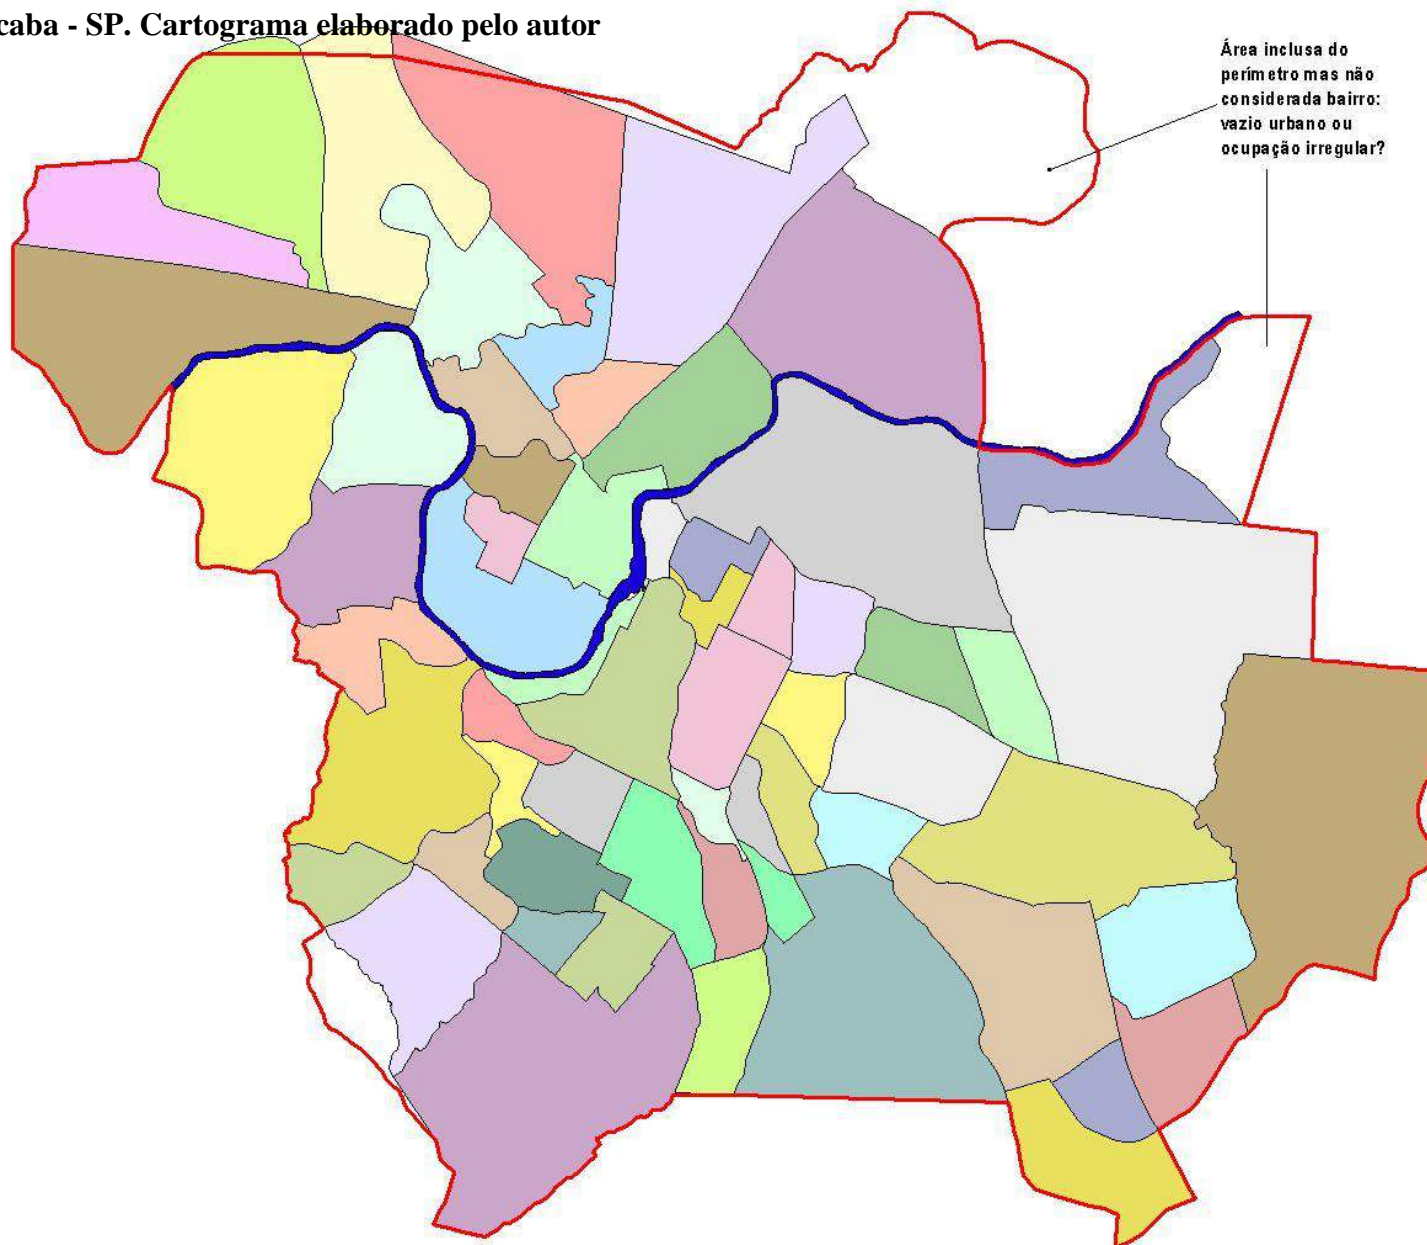 caba - SP. Cartograma elaborado pelo autor
Área inclusa do
perímetro mas não
considerada bairro:
vazio urbano ou
ocupação irregular?